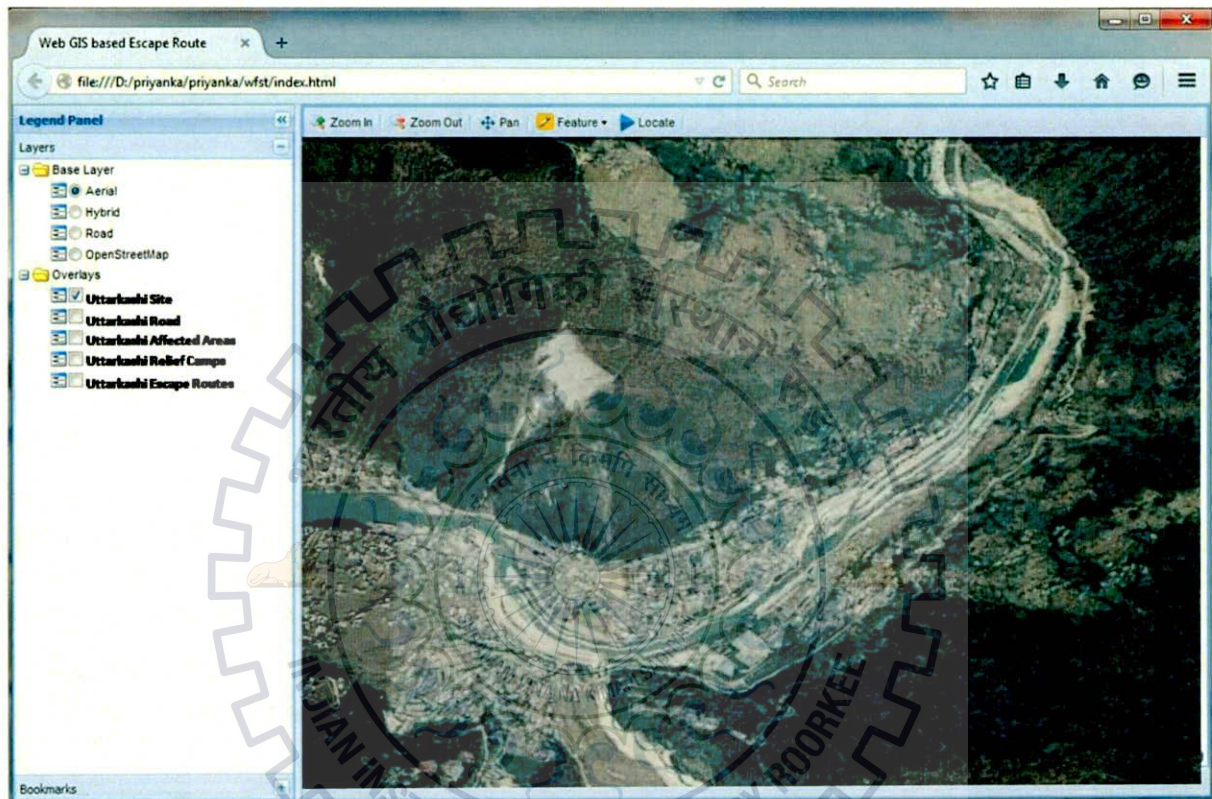 Web GIS based Escape Route
file:///D:/priyanka/priyanka/wfst/index.html
Search
Legend Panel
Zoom In Zoom Out Pan Feature Locate
Layers
Base Layer
Aerial
Hybrid
Road
OpenStreetMap
Overlays
Uttarkashi Site
Uttarkashi Road
Uttarkashi Affected Areas
Uttarkashi Relief Camps
Uttarkashi Escape Routes
Bookmarks
प्रौद्योगिकी
ROORKEE